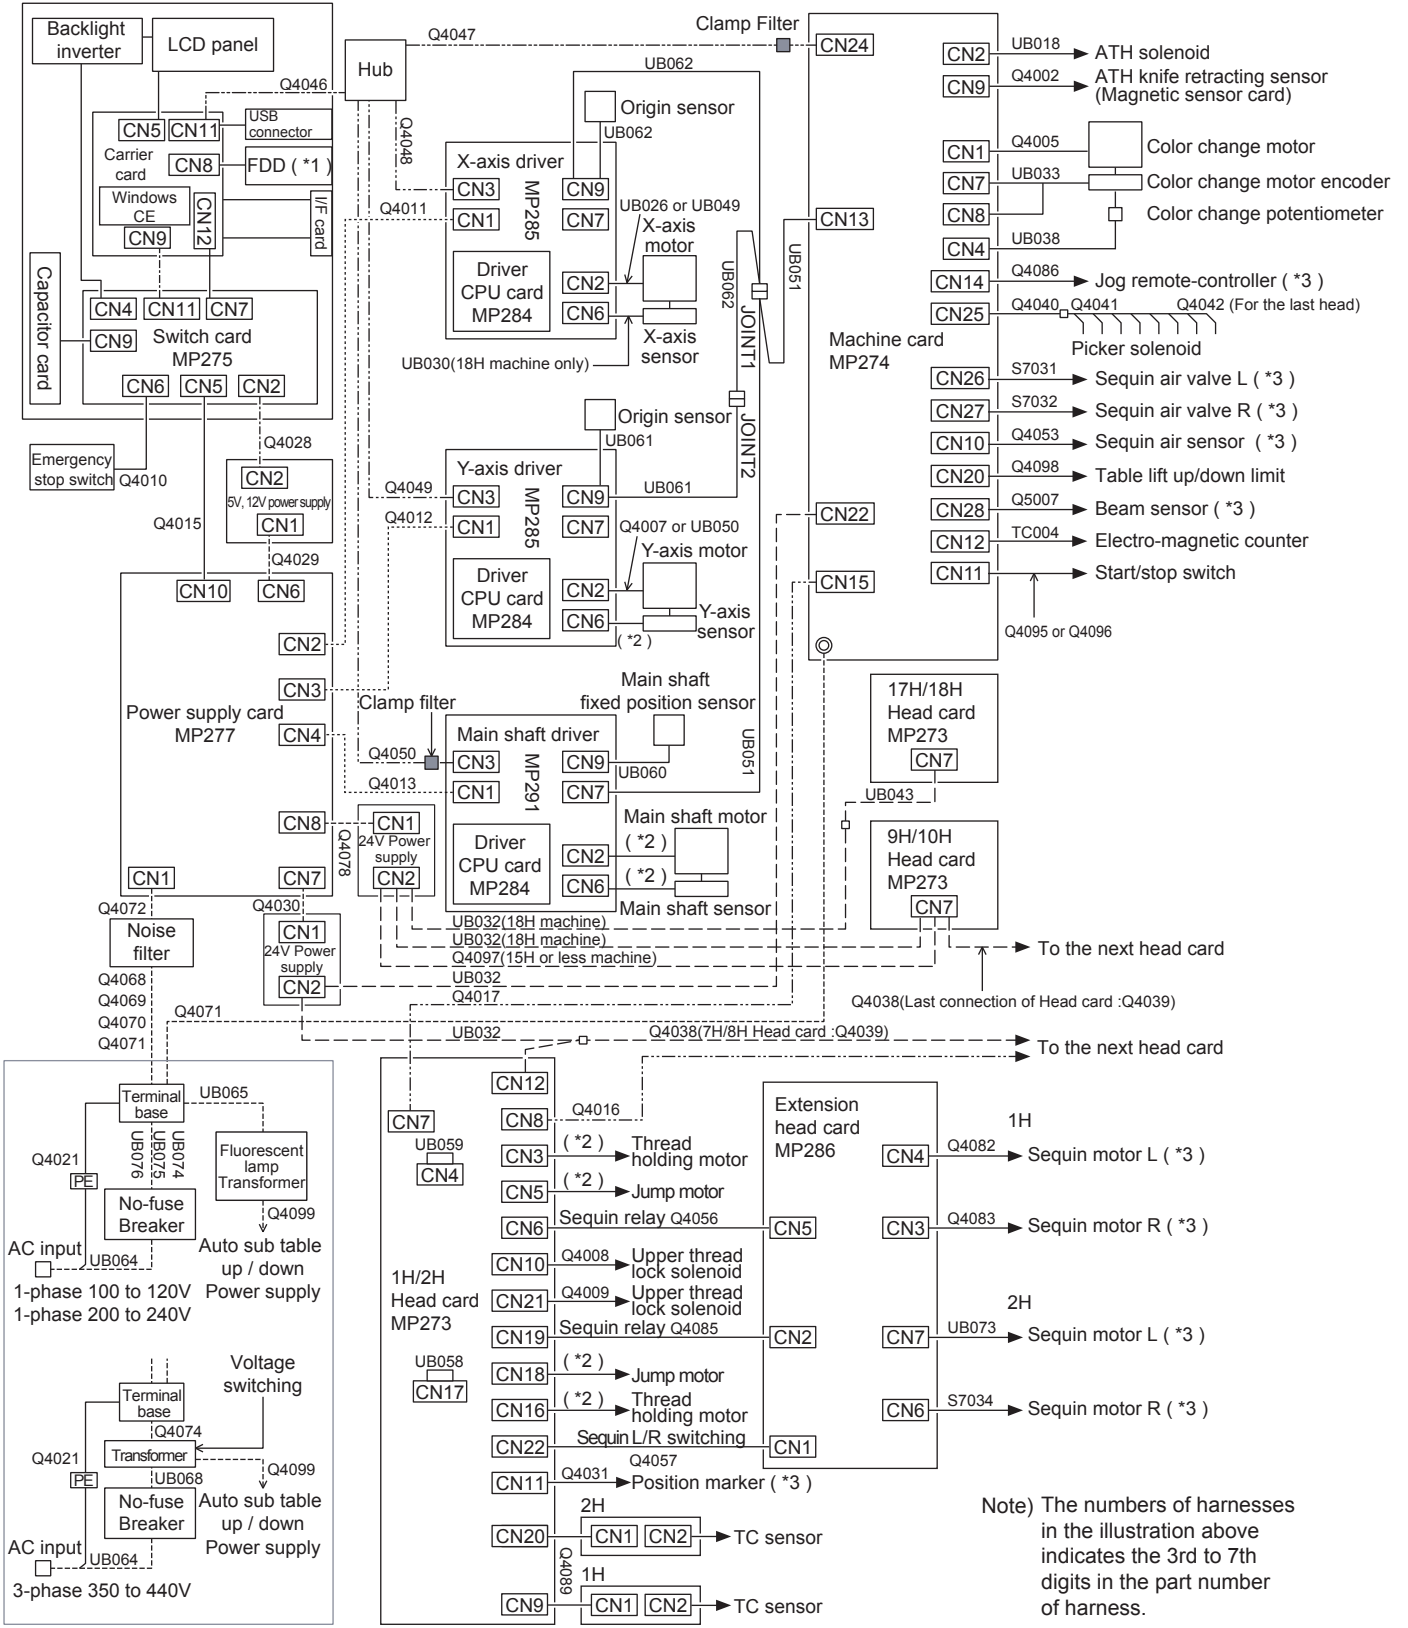 Backlight
inverter
LCD panel
Q4046
CN5
CN11
USB
connector
Carrier
card
CN8
FDD ( *1 )
Windows
CE
CN9
CN12
I/F card
Capacitor card
CN4
CN11
CN7
CN9
Switch card
MP275
CN6
CN5
CN2
Emergency
stop switch
Q4010
Q4028
CN2
5V, 12V power supply
CN1
Q4015
Q4029
CN10
CN6
CN2
CN3
Power supply card
MP277
CN4
CN8
CN1
CN7
Hub
Q4047
Clamp Filter
UB062
Q4048
Origin sensor
UB062
X-axis driver
CN3
MP285
CN9
Q4011
CN1
CN7
UB026 or UB049
X-axis
motor
Driver
CPU card
MP284
CN2
CN6
X-axis
sensor
UB030(18H machine only)
UB062
JOINT1
UB051
Origin sensor
UB061
JOINT2
Y-axis driver
Q4049
CN3
MP285
CN9
UB061
Q4012
CN1
CN7
Q4007 or UB050
Y-axis motor
Driver
CPU card
MP284
CN2
CN6
( *2 )
Y-axis
sensor
Clamp filter
Main shaft
fixed position sensor
Main shaft driver
Q4050
CN3
MP291
CN9
UB060
UB051
Q4013
CN1
CN7
Main shaft motor
Driver
CPU card
MP284
CN2
( *2 )
CN6
( *2 )
Main shaft sensor
Q4078
CN1
24V Power
supply
CN2
Q4072
Noise
filter
Q4030
CN1
24V Power
supply
CN2
UB032(18H machine)
UB032(18H machine)
Q4097(15H or less machine)
UB032
Q4017
Q4068
Q4069
Q4070
Q4071
Q4071
UB032
Q4038(7H/8H Head card :Q4039)
CN24
CN13
Machine card
MP274
CN22
CN15
CN2
UB018
ATH solenoid
CN9
Q4002
ATH knife retracting sensor
(Magnetic sensor card)
CN1
Q4005
Color change motor
CN7
UB033
Color change motor encoder
CN8
Color change potentiometer
CN4
UB038
CN14
Q4086
Jog remote-controller ( *3 )
CN25
Q4040
Q4041
Q4042 (For the last head)
Picker solenoid
CN26
S7031
Sequin air valve L ( *3 )
CN27
S7032
Sequin air valve R ( *3 )
CN10
Q4053
Sequin air sensor ( *3 )
CN20
Q4098
Table lift up/down limit
CN28
Q5007
Beam sensor ( *3 )
CN12
TC004
Electro-magnetic counter
CN11
Start/stop switch
Q4095 or Q4096
17H/18H
Head card
MP273
CN7
UB043
9H/10H
Head card
MP273
CN7
To the next head card
Q4038(Last connection of Head card :Q4039)
To the next head card
Terminal
base
UB065
Q4021
UB076
UB075
UB074
PE
Fluorescent
lamp
Transformer
No-fuse
Breaker
Q4099
AC input
UB064
Auto sub table
up / down
Power supply
1-phase 100 to 120V
1-phase 200 to 240V
Voltage
switching
Terminal
base
Q4074
Q4021
Transformer
PE
UB068
Q4099
No-fuse
Breaker
Auto sub table
up / down
Power supply
AC input
UB064
3-phase 350 to 440V
CN12
CN7
CN8
Q4016
UB059
CN4
CN3
( *2 )
Thread
holding motor
CN5
( *2 )
Jump motor
CN6
Sequin relay Q4056
CN10
Q4008
Upper thread
lock solenoid
1H/2H
Head card
MP273
CN21
Q4009
Upper thread
lock solenoid
CN19
Sequin relay Q4085
UB058
CN17
CN18
( *2 )
Jump motor
CN16
( *2 )
Thread
holding motor
CN22
Sequin L/R switching
Q4057
CN11
Q4031
Position marker ( *3 )
2H
CN20
CN1
CN2
TC sensor
Q4089
1H
CN9
CN1
CN2
TC sensor
Extension
head card
MP286
CN5
CN2
CN1
1H
CN4
Q4082
Sequin motor L ( *3 )
CN3
Q4083
Sequin motor R ( *3 )
2H
CN7
UB073
Sequin motor L ( *3 )
CN6
S7034
Sequin motor R ( *3 )
Note) The numbers of harnesses
in the illustration above
indicates the 3rd to 7th
digits in the part number
of harness.